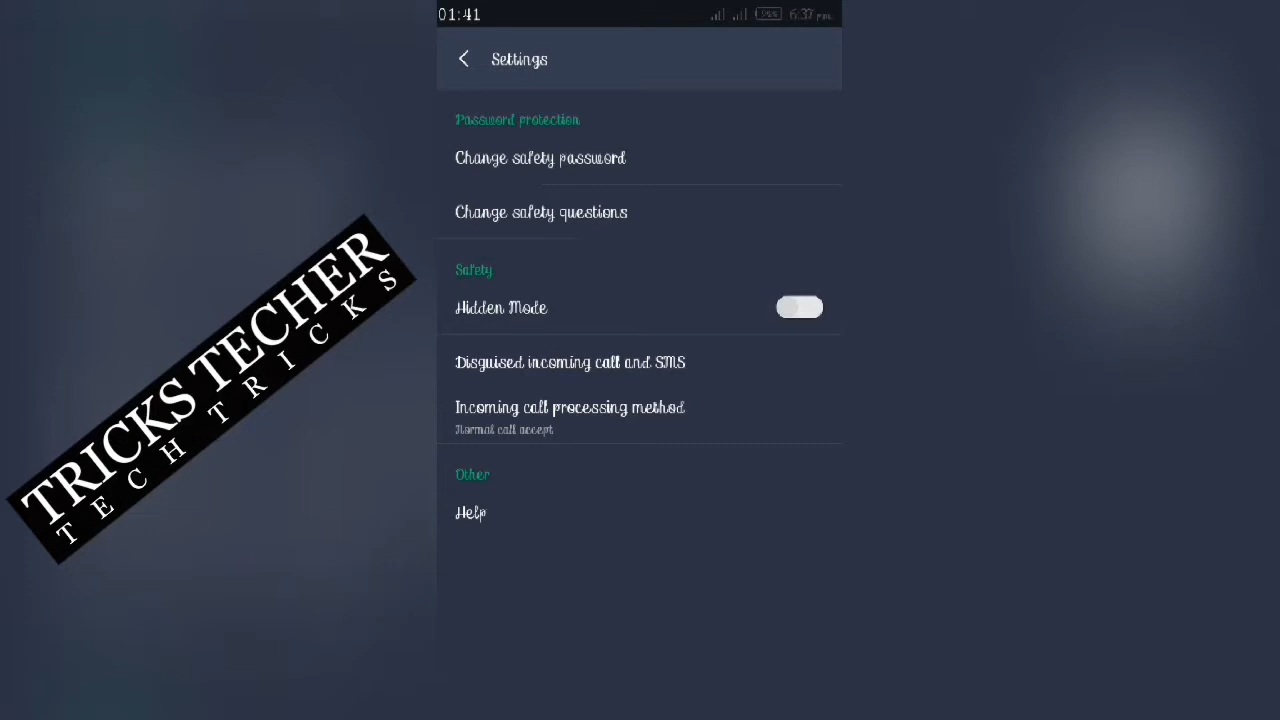 01:41
Settings
Password protection
Change safety password
Change safety questions
Safety
Hidden Mode
Disguised incoming call and SMS
Incoming call processing method
Normal call accept
Other
Help
TRICKS TECHER
TECH TRICKS